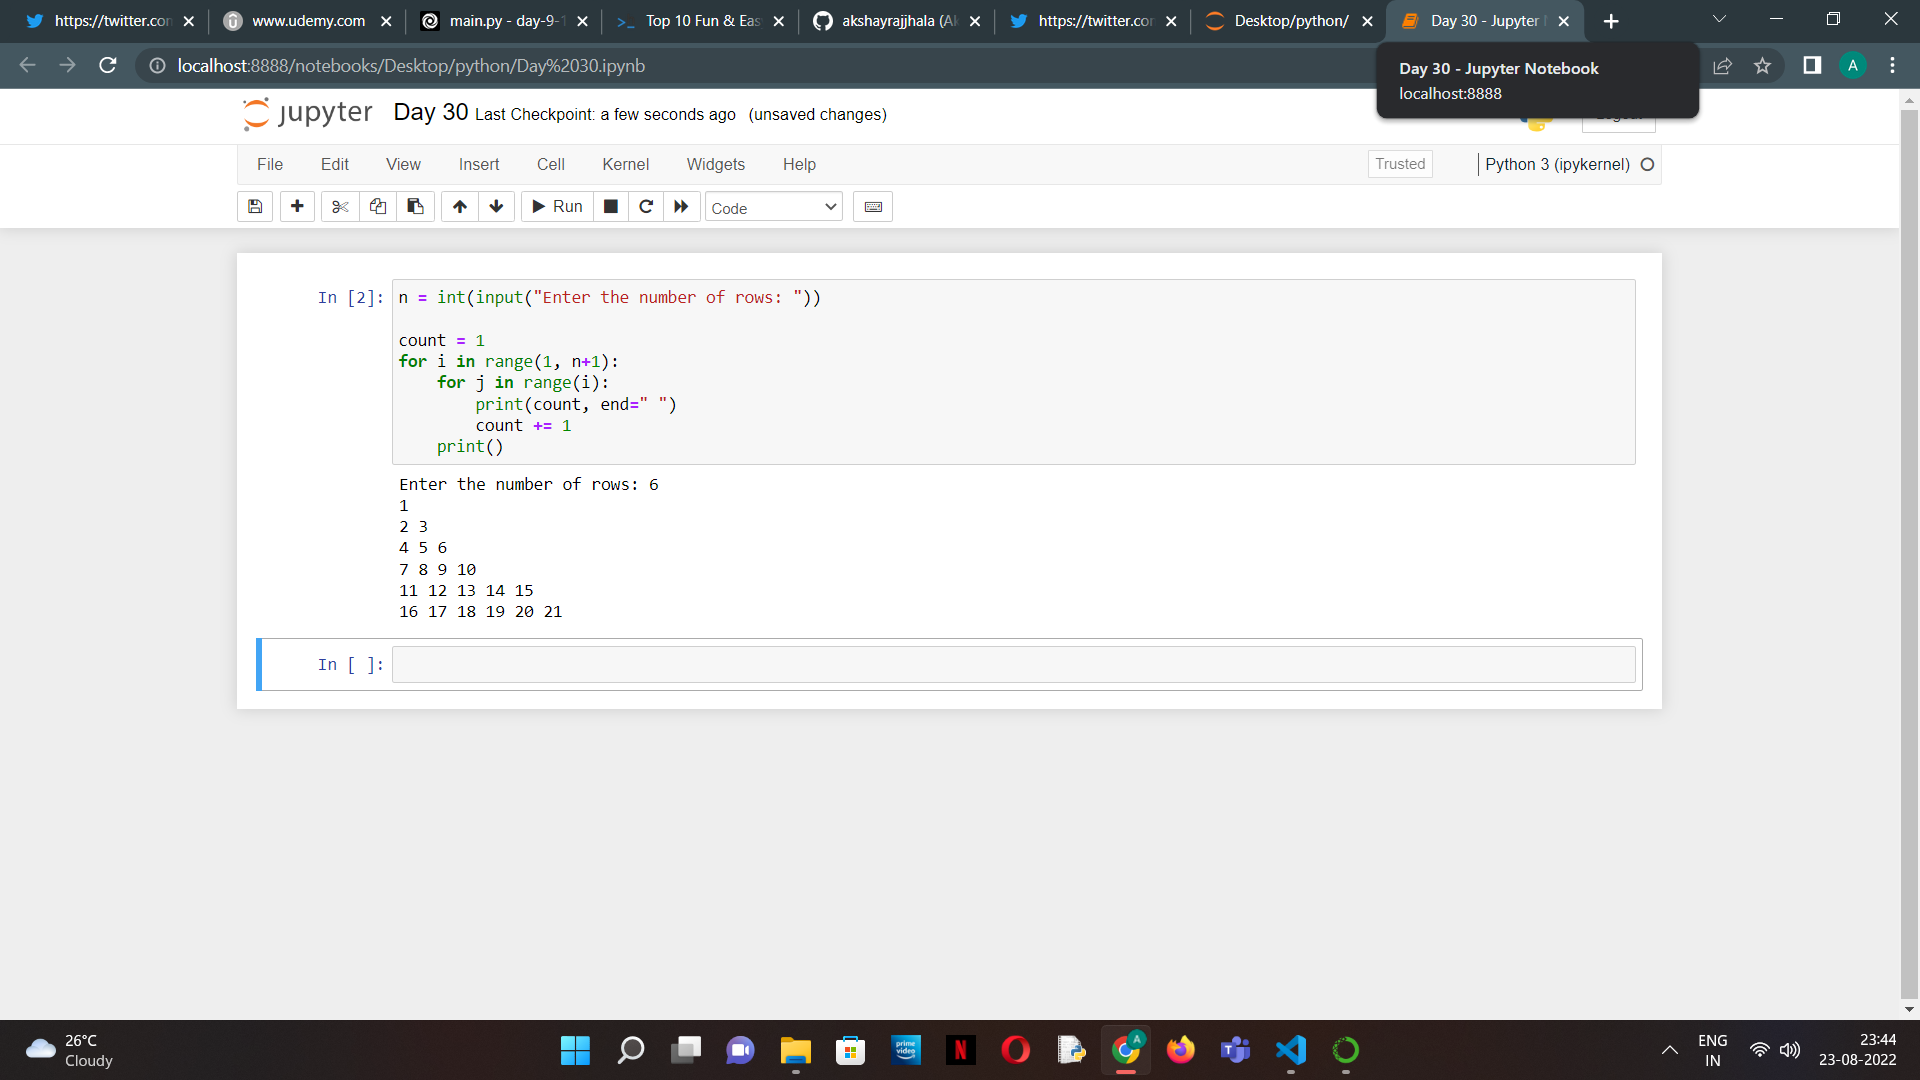 https://twitter.con
www.udemy.com
main.py - day-9-1
Top 10 Fun & Eas
akshayrajjhala (Ak
https://twitter.cor
Desktop/python/
Day 30 - Jupyter
localhost:8888/notebooks/Desktop/python/Day%2030.ipynb
A
Day 30 - Jupyter Notebook
localhost:8888
jupyter Day 30 Last Checkpoint: a few seconds ago (unsaved changes)
Logout
File Edit View Insert Cell Kernel Widgets Help
Trusted
Python 3 (ipykernel)
Run
Code
In [2]:
n = int(input("Enter the number of rows: "))
count = 1
for i in range(1, n+1):
    for j in range(i):
        print(count, end=" ")
        count += 1
    print()
Enter the number of rows: 6
1
2 3
4 5 6
7 8 9 10
11 12 13 14 15
16 17 18 19 20 21
In [ ]:
26°C
Cloudy
prime video
N
A
ENG
IN
23:44
23-08-2022